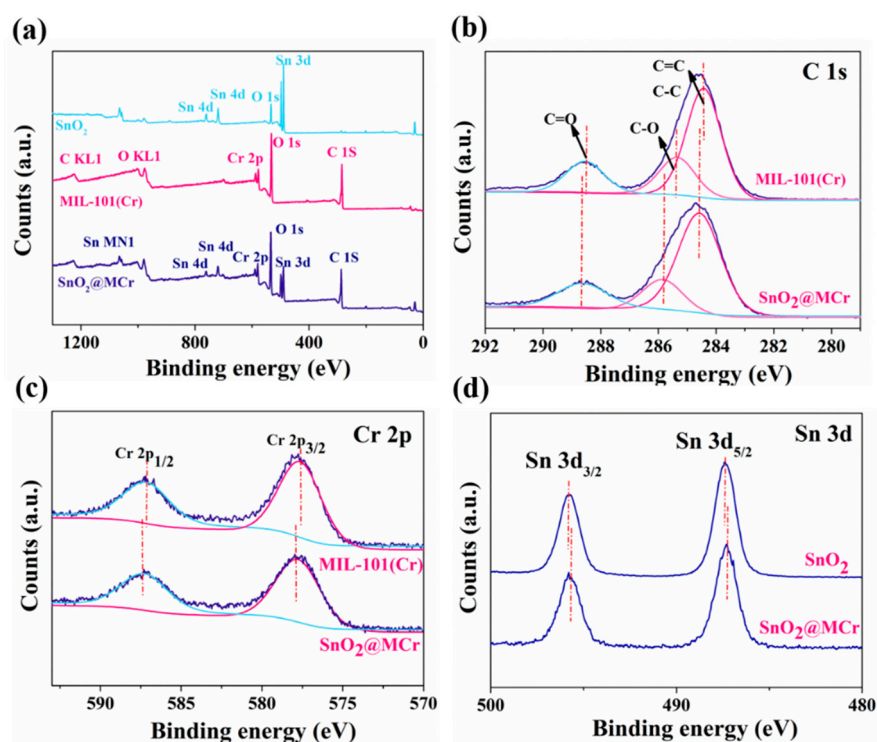 (a)
Sn 3d
Sn 4d
Sn 4d
O 1s
SnO2
C KL1
O KL1
Cr 2p
O 1s
C 1S
MIL-101(Cr)
Sn MN1
Sn 4d
Sn 4d
Cr 2p
O 1s
Sn 3d
C 1S
SnO2@MCr
Counts (a.u.)
1200 800 400 0
Binding energy (eV)
(b)
C 1s
C=C
C-C
C=O
C-O
MIL-101(Cr)
SnO2@MCr
Counts (a.u.)
292 290 288 286 284 282 280
Binding energy (eV)
(c)
Cr 2p
Cr 2p1/2
Cr 2p3/2
MIL-101(Cr)
SnO2@MCr
Counts (a.u.)
590 585 580 575 570
Binding energy (eV)
(d)
Sn 3d
Sn 3d3/2
Sn 3d5/2
SnO2
SnO2@MCr
Counts (a.u.)
500 490 480
Binding energy (eV)